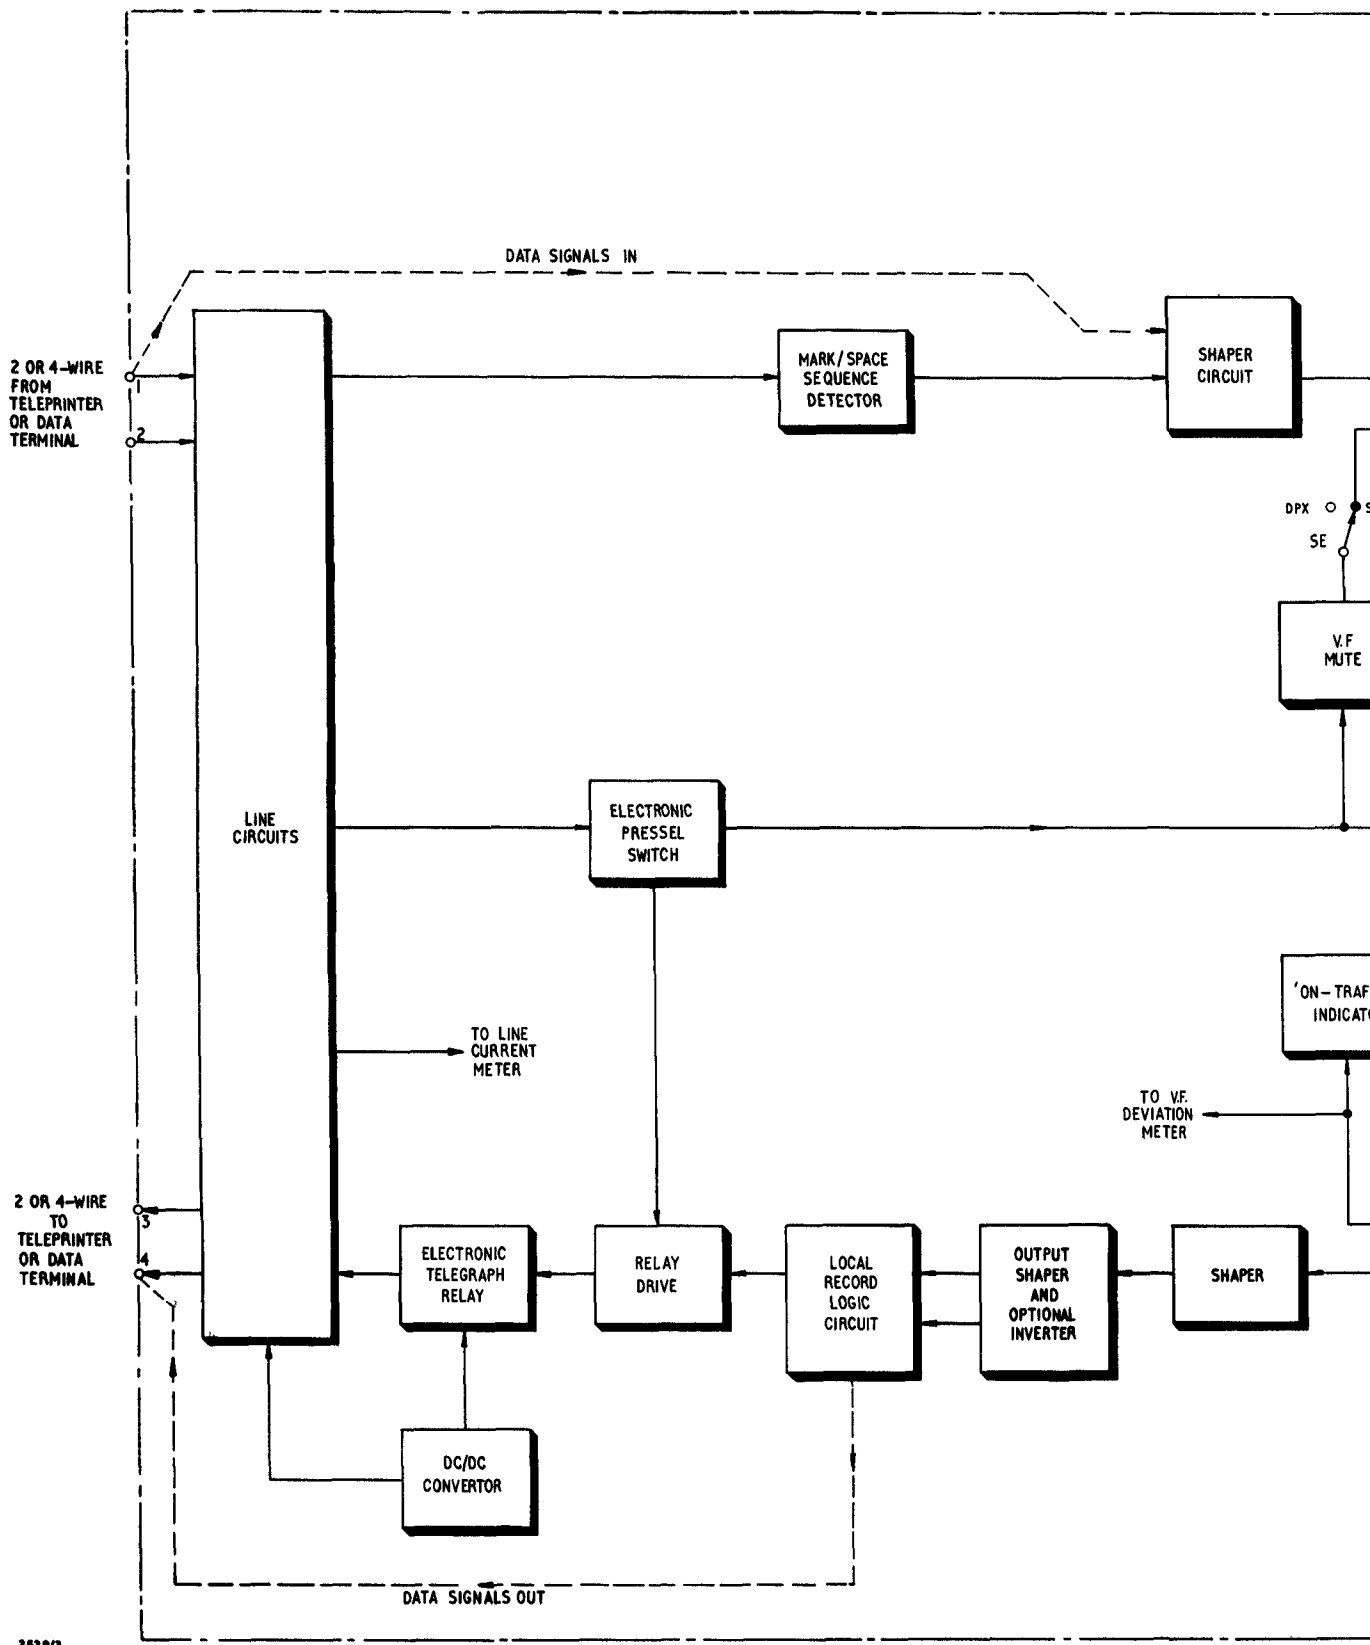 DATA SIGNALS IN
2 OR 4-WIRE
FROM
TELEPRINTER
OR DATA
TERMINAL
1
2
MARK/SPACE
SEQUENCE
DETECTOR
SHAPER
CIRCUIT
DPX
S
SE
V.F
MUTE
LINE
CIRCUITS
ELECTRONIC
PRESSEL
SWITCH
'ON-TRAF
INDICATO
TO LINE
CURRENT
METER
TO V.F.
DEVIATION
METER
2 OR 4-WIRE
TO
TELEPRINTER
OR DATA
TERMINAL
3
4
ELECTRONIC
TELEGRAPH
RELAY
RELAY
DRIVE
LOCAL
RECORD
LOGIC
CIRCUIT
OUTPUT
SHAPER
AND
OPTIONAL
INVERTER
SHAPER
DC/DC
CONVERTOR
DATA SIGNALS OUT